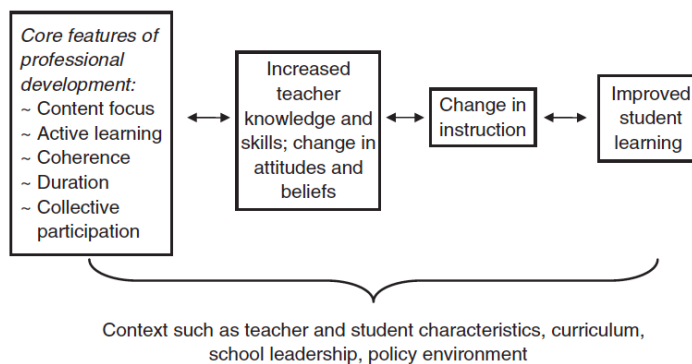 Core features of
professional
development:
~ Content focus
~ Active learning
~ Coherence
~ Duration
~ Collective
participation
Increased
teacher
knowledge and
skills; change in
attitudes and
beliefs
Change in
instruction
Improved
student
learning
Context such as teacher and student characteristics, curriculum,
school leadership, policy environment